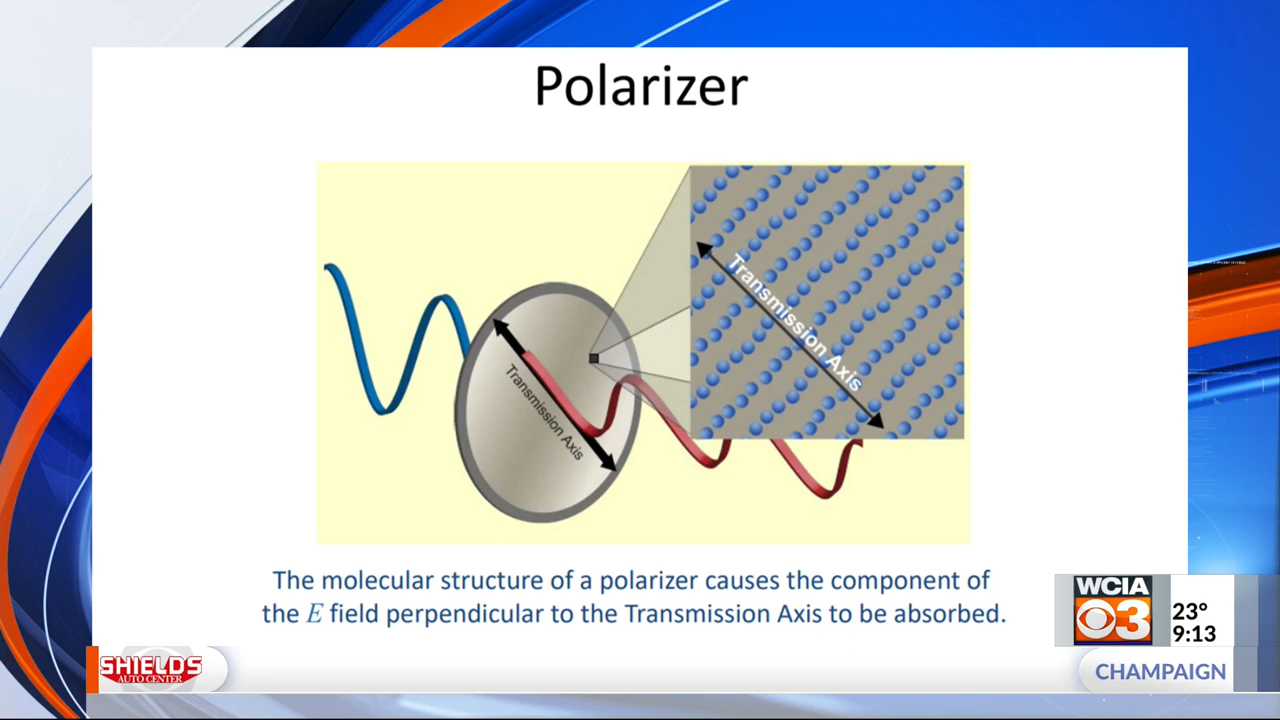 Polarizer
Transmission Axis
Transmission Axis
The molecular structure of a polarizer causes the component of
the E field perpendicular to the Transmission Axis to be absorbed.
WCIA
3
23°
9:13
SHIELDS
AUTO CENTER
CHAMPAIGN